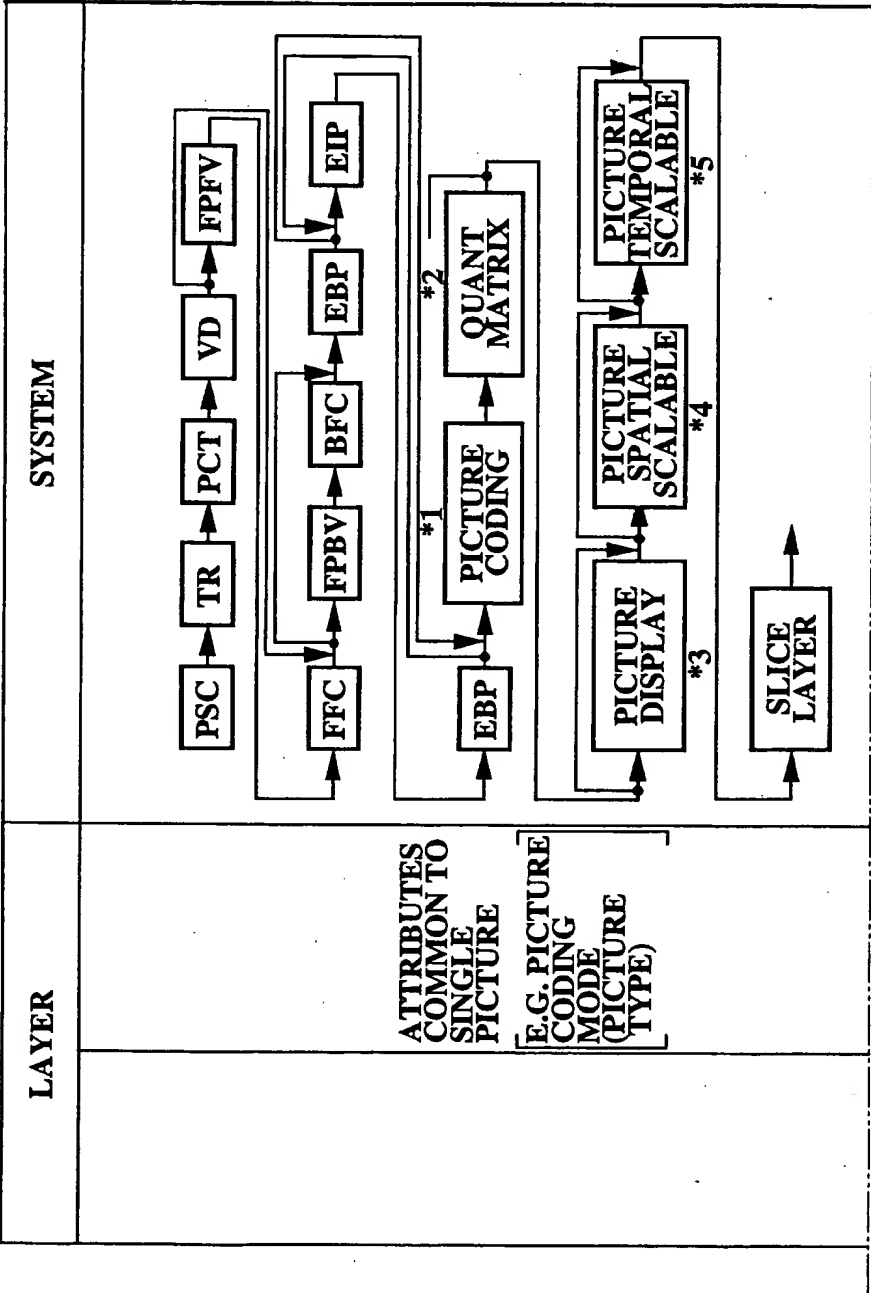 LAYER
SYSTEM
ATTRIBUTES
COMMON TO
SINGLE
PICTURE
E.G. PICTURE
CODING
MODE
(PICTURE
TYPE)
PSC
TR
PCT
VD
FPFV
FFC
FPBV
BFC
EBP
EIP
EBP
*1
PICTURE
CODING
*2
QUANT
MATRIX
PICTURE
DISPLAY
*3
PICTURE
SPATIAL
SCALABLE
*4
PICTURE
TEMPORAL
SCALABLE
*5
SLICE
LAYER